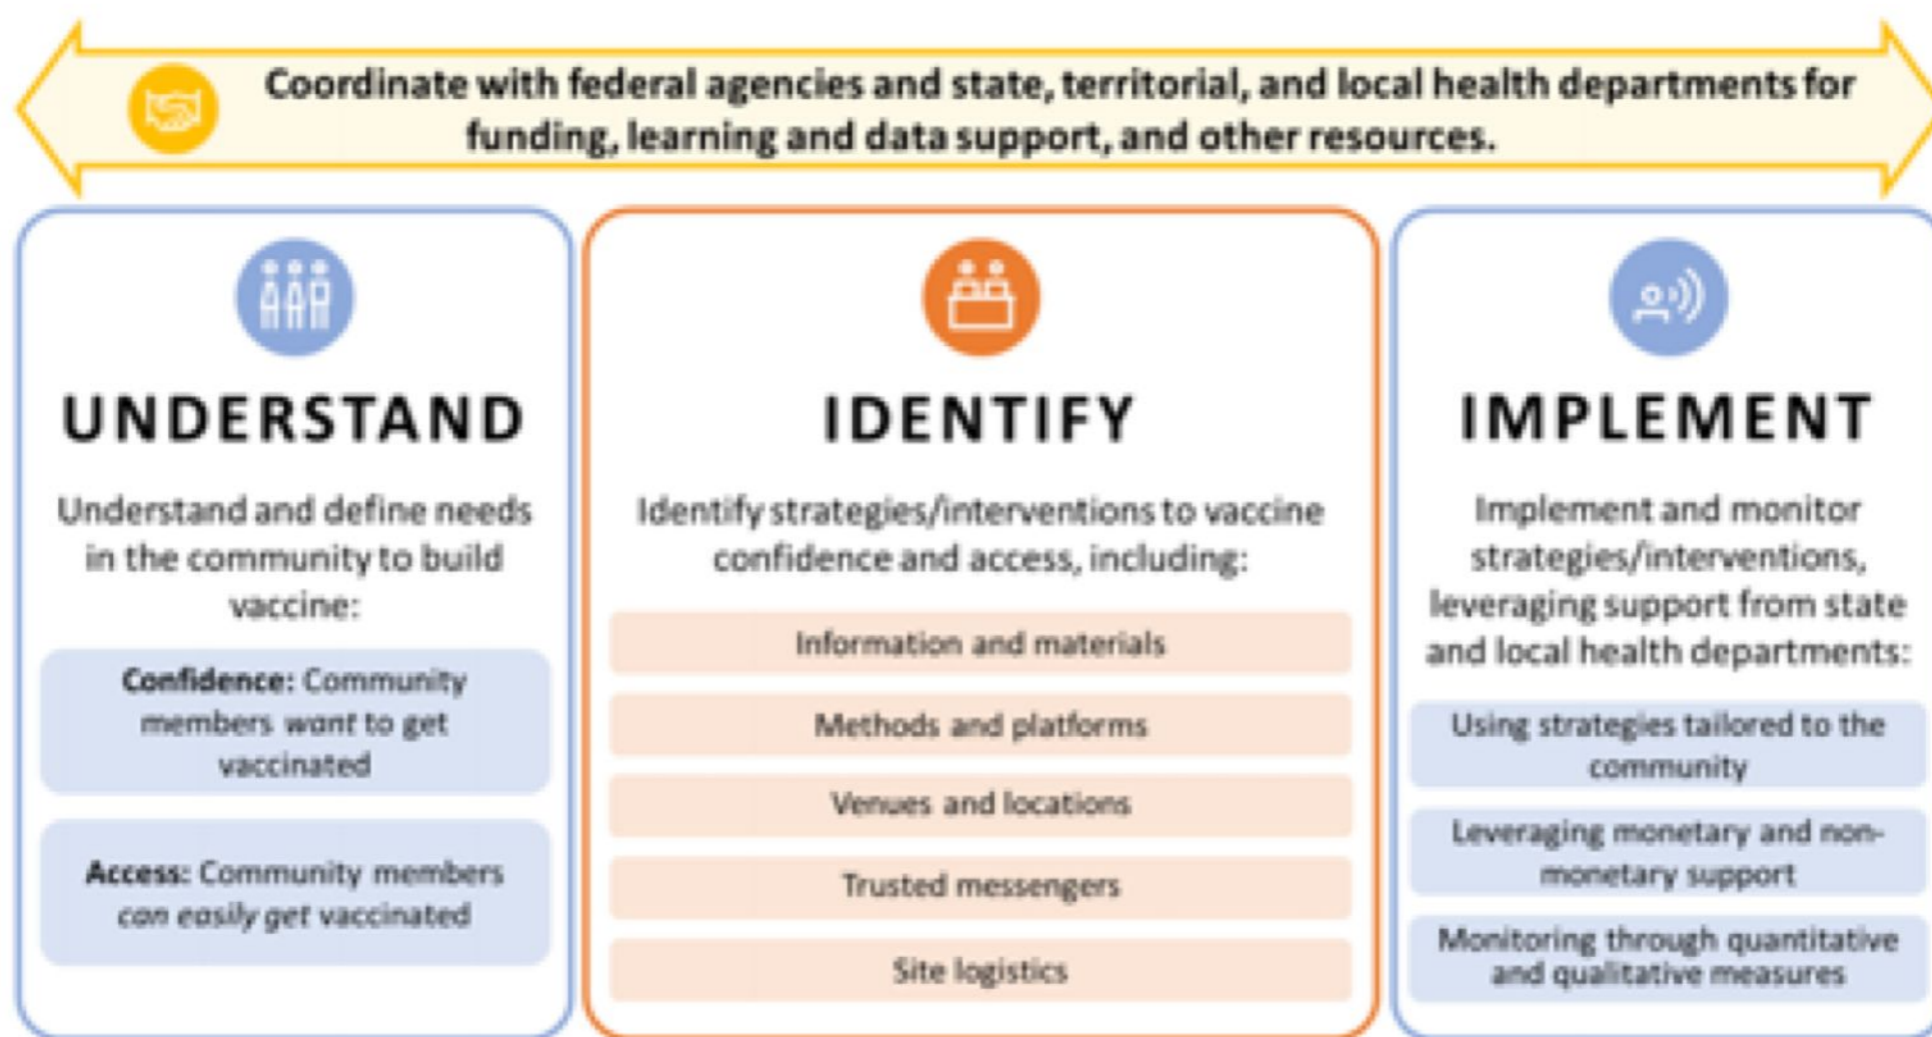 Coordinate with federal agencies and state, territorial, and local health departments for
funding, learning and data support, and other resources.
UNDERSTAND
Understand and define needs
in the community to build
vaccine:
Confidence: Community
members want to get
vaccinated
Access: Community members
can easily get vaccinated
IDENTIFY
Identify strategies/interventions to vaccine
confidence and access, including:
Information and materials
Methods and platforms
Venues and locations
Trusted messengers
Site logistics
IMPLEMENT
Implement and monitor
strategies/interventions,
leveraging support from state
and local health departments:
Using strategies tailored to the
community
Leveraging monetary and non-
monetary support
Monitoring through quantitative
and qualitative measures